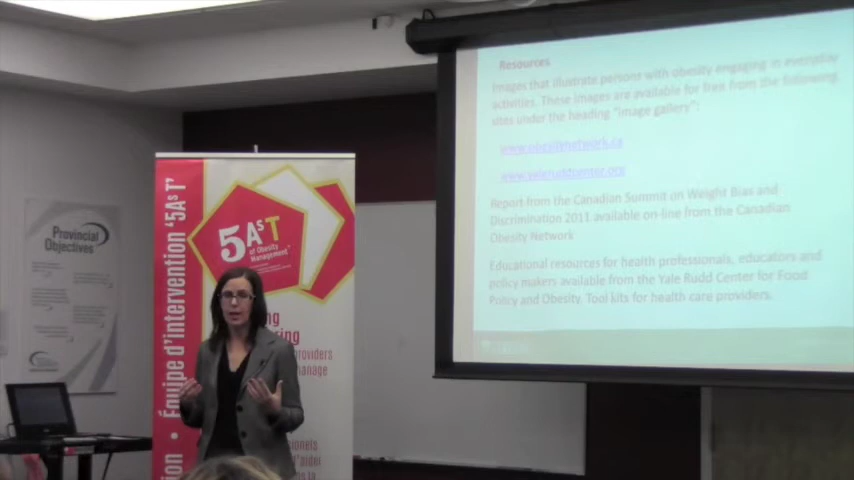 Resources
Images that illustrate persons with obesity engaging in everyday
activities. These images are available for free from the following
sites under the heading "image gallery":
www.obesitynetwork.ca
www.yaleruddcenter.org
Report from the Canadian Summit on Weight Bias and
Discrimination 2011 available on-line from the Canadian
Obesity Network
Educational resources for health professionals, educators and
policy makers available from the Yale Rudd Center for Food
Policy and Obesity. Tool kits for health care providers.
Provincial
Objectives
Équipe d'intervention '5As T'
5AsT
of Obesity
Management
roviders
manage